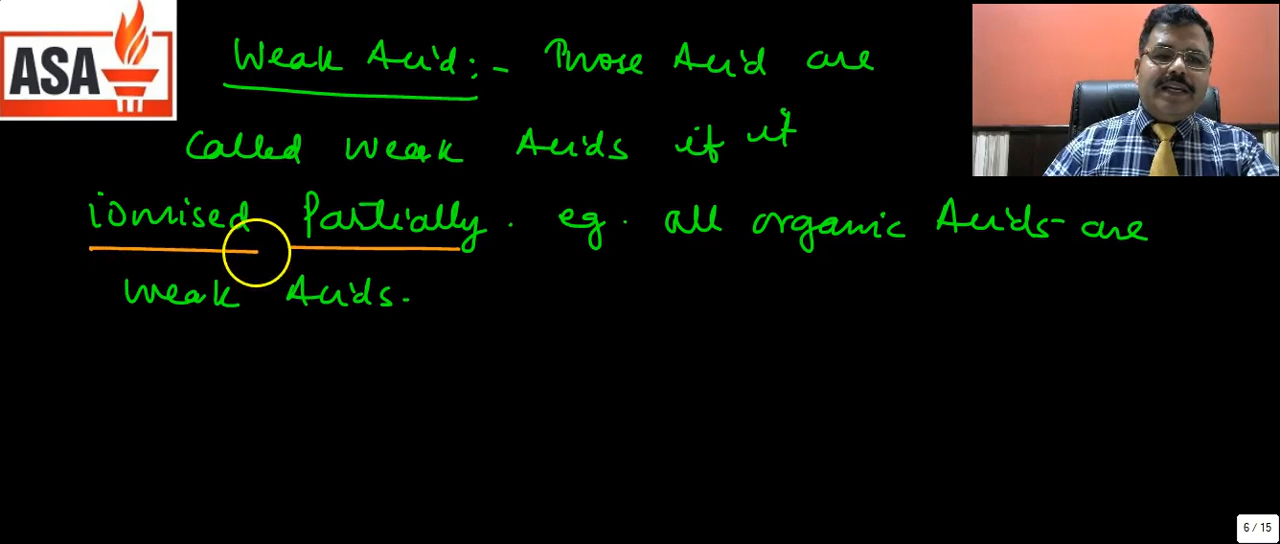 ASA
Weak Acid:- Those Acid are
Called weak Acids if it
ionised Partially. eg. all organic Acids are
weak Acids.
6 / 15